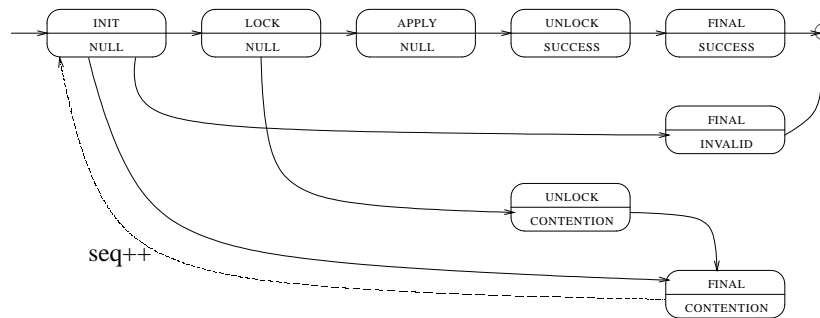 INIT
NULL
LOCK
NULL
APPLY
NULL
UNLOCK
SUCCESS
FINAL
SUCCESS
FINAL
INVALID
UNLOCK
CONTENTION
seq++
FINAL
CONTENTION